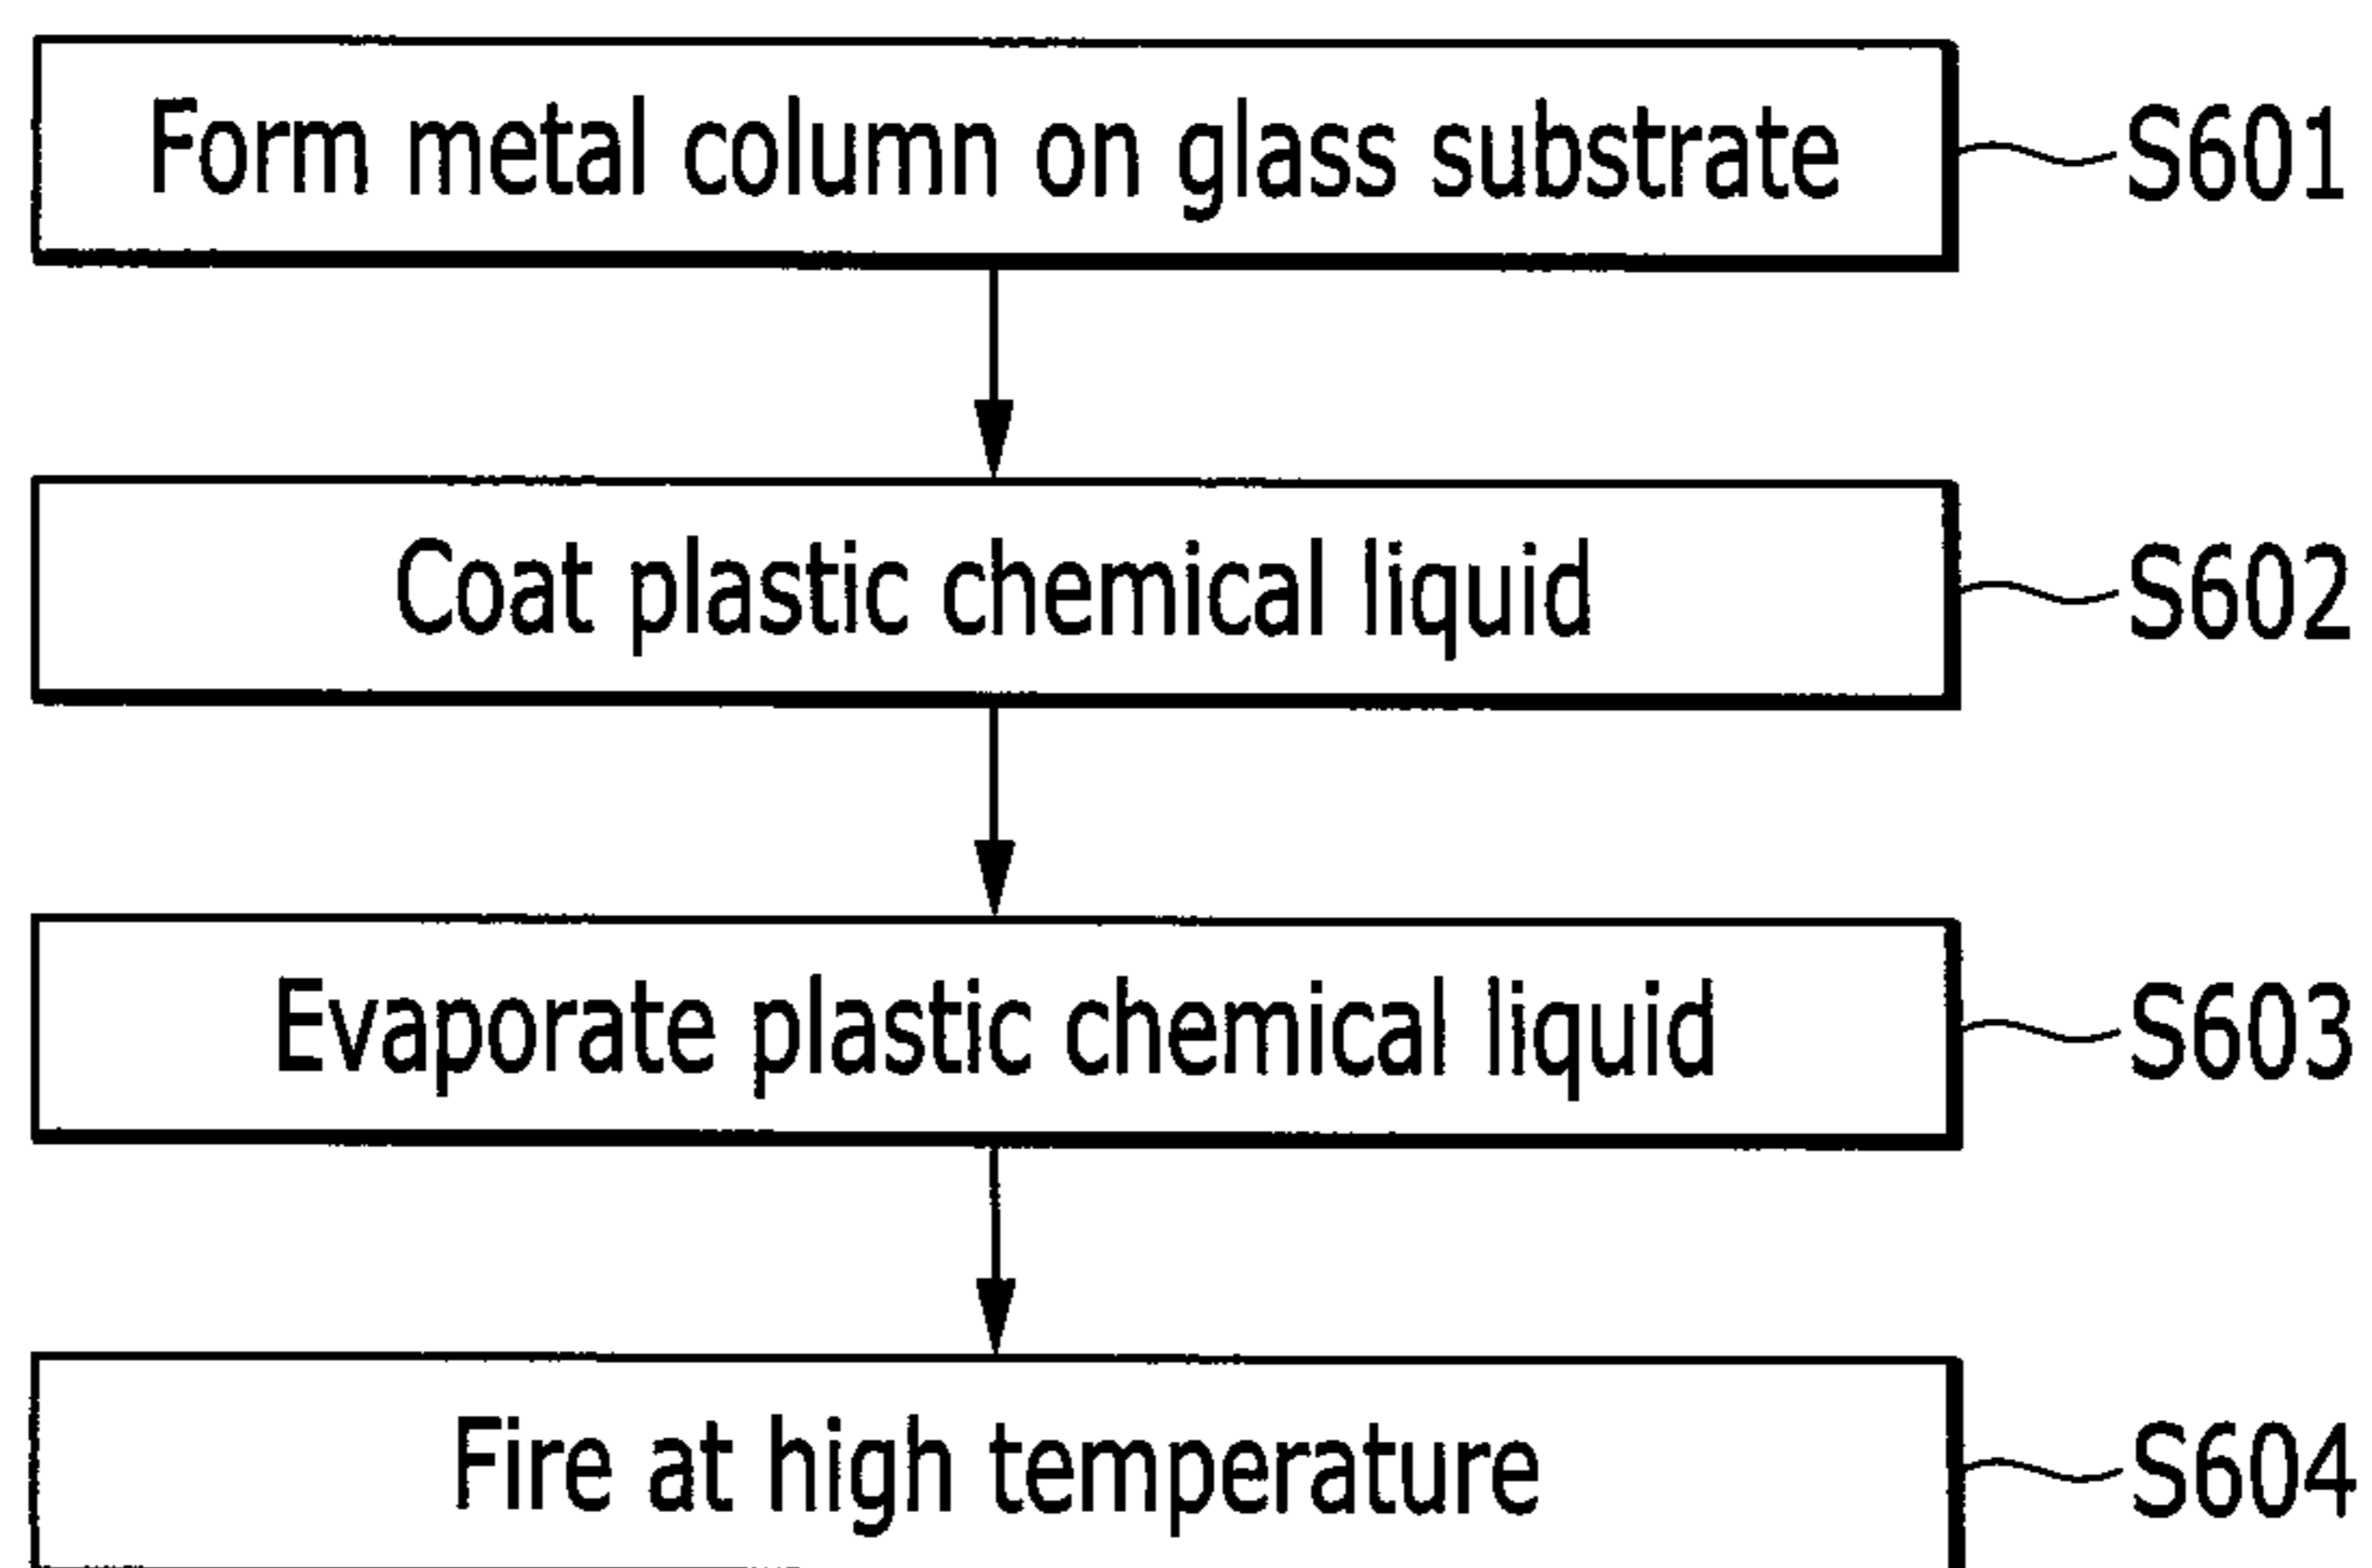 Form metal column on glass substrate S601
Coat plastic chemical liquid S602
Evaporate plastic chemical liquid S603
Fire at high temperature S604